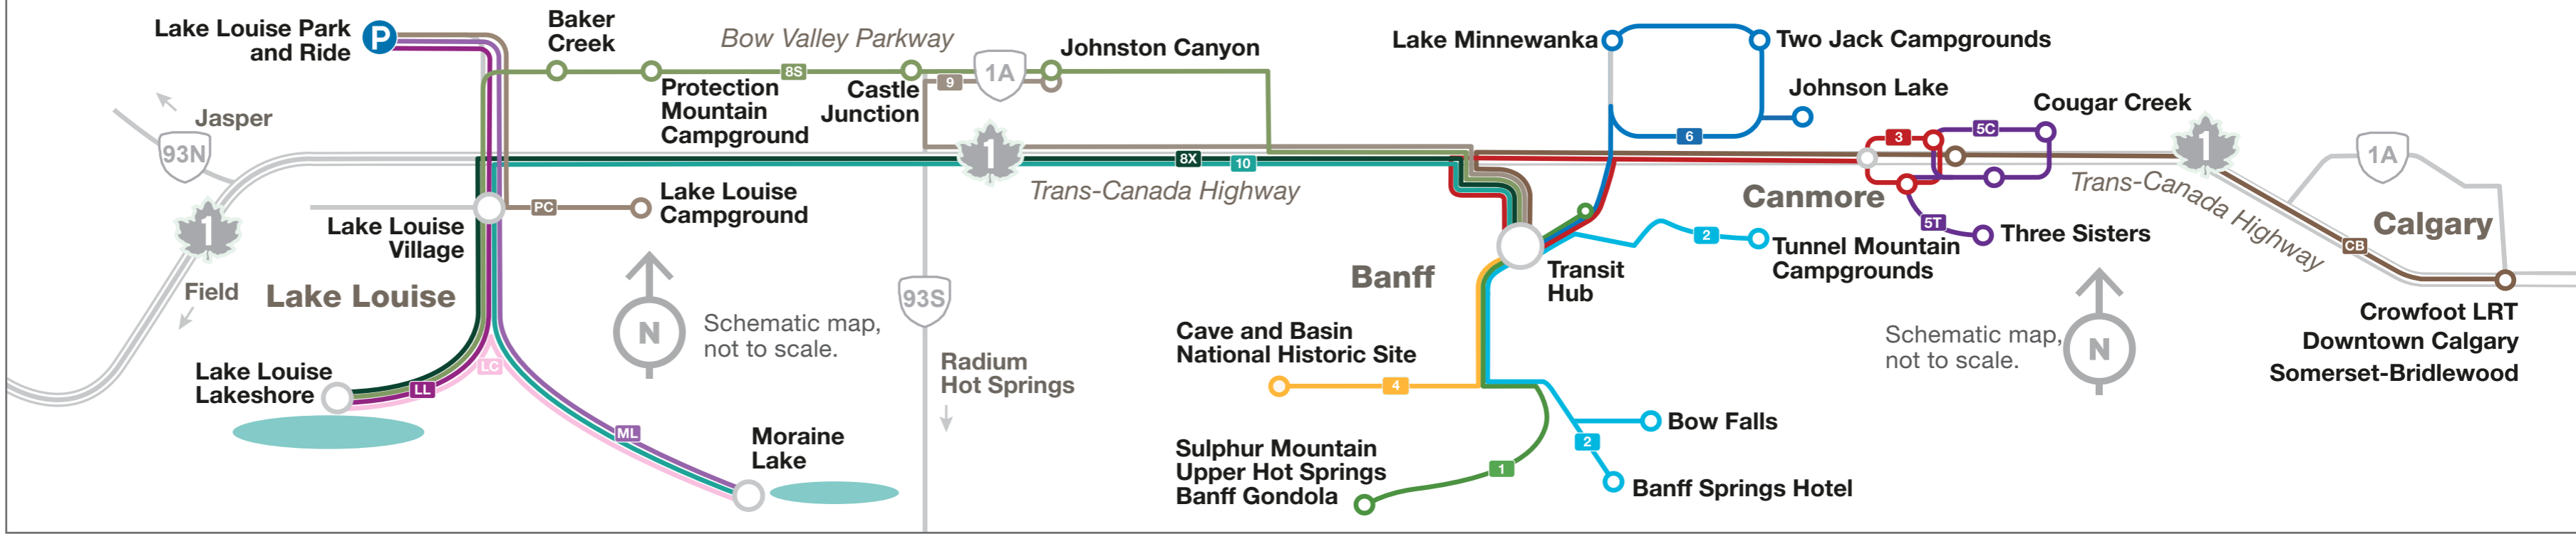 Lake Louise Park
and Ride
P
Baker
Creek
Bow Valley Parkway
8S
Protection
Mountain
Campground
Castle
Junction
9
1A
Johnston Canyon
Jasper
93N
1
Field
1
8X
10
Trans-Canada Highway
PC
Lake Louise
Campground
Lake Louise
Village
Lake Louise
N
Schematic map,
not to scale.
93S
Radium
Hot Springs
Lake Louise
Lakeshore
LL
LC
ML
Moraine
Lake
Lake Minnewanka
Two Jack Campgrounds
Johnson Lake
6
3
5C
Cougar Creek
Canmore
5T
Three Sisters
1
1A
Trans-Canada Highway
Calgary
CB
Crowfoot LRT
Downtown Calgary
Somerset-Bridlewood
Banff
Transit
Hub
2
Tunnel Mountain
Campgrounds
Schematic map,
not to scale.
N
Cave and Basin
National Historic Site
4
Bow Falls
2
Sulphur Mountain
Upper Hot Springs
Banff Gondola
1
Banff Springs Hotel